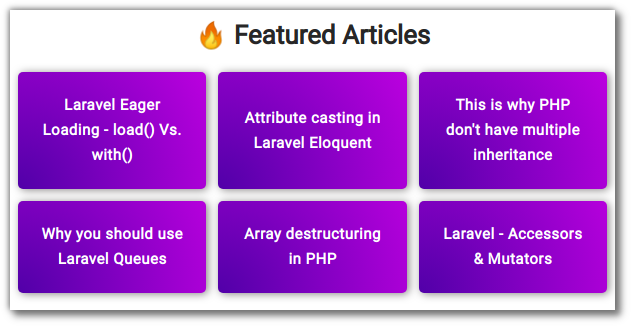 🔥 Featured Articles
Laravel Eager
Loading - load() Vs.
with()
Attribute casting in
Laravel Eloquent
This is why PHP
don't have multiple
inheritance
Why you should use
Laravel Queues
Array destructuring
in PHP
Laravel - Accessors
& Mutators